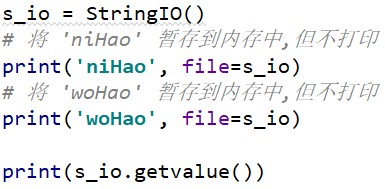 s_io = StringIO()
# 将 'niHao' 暂存到内存中,但不打印
print('niHao', file=s_io)
# 将 'woHao' 暂存到内存中,但不打印
print('woHao', file=s_io)
print(s_io.getvalue())